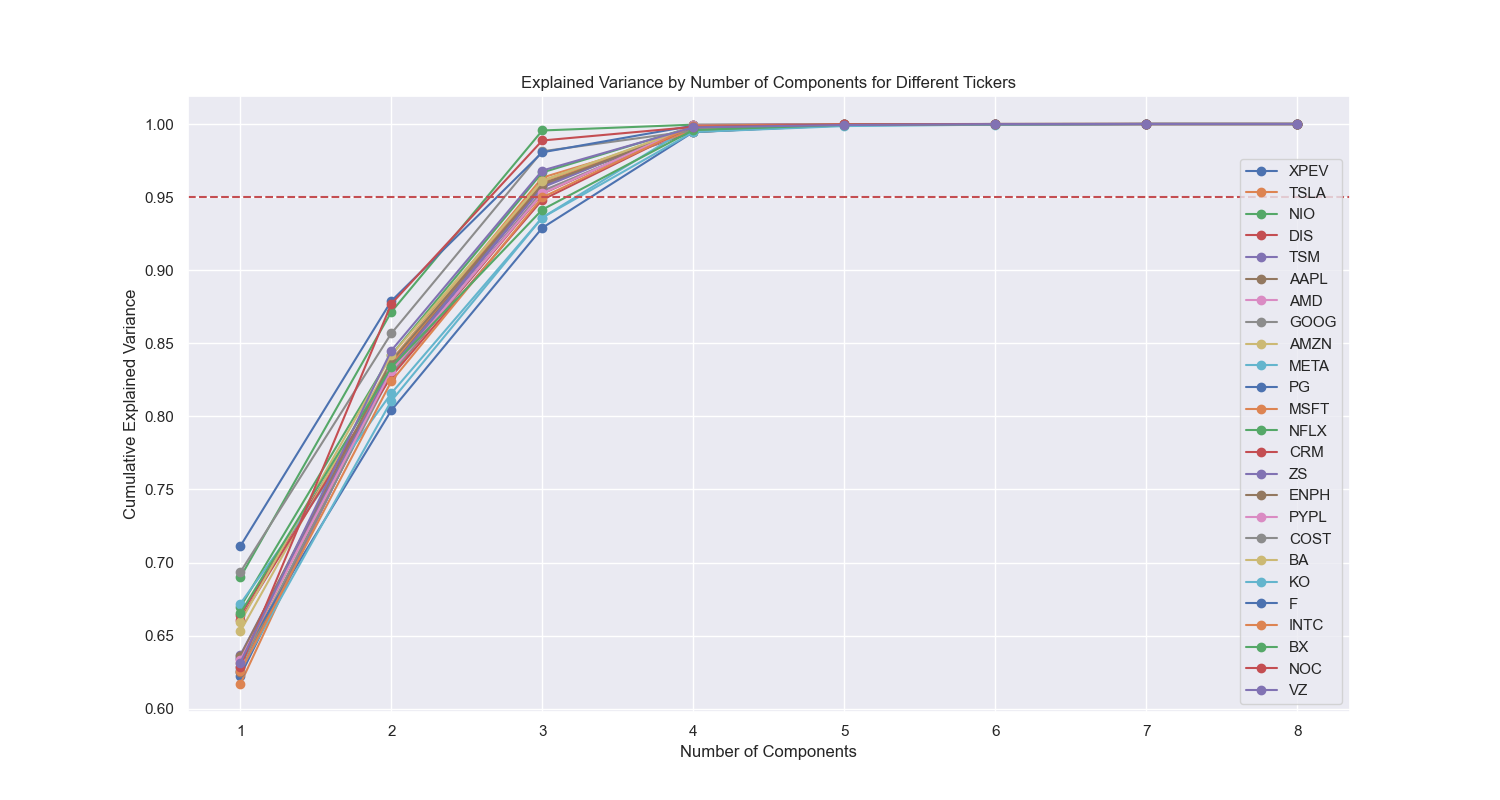 Explained Variance by Number of Components for Different Tickers
1.00
0.95
0.90
0.85
0.80
0.75
0.70
0.65
0.60
Cumulative Explained Variance
1 2 3 4 5 6 7 8
Number of Components
XPEV
TSLA
NIO
DIS
TSM
AAPL
AMD
GOOG
AMZN
META
PG
MSFT
NFLX
CRM
ZS
ENPH
PYPL
COST
BA
KO
F
INTC
BX
NOC
VZ